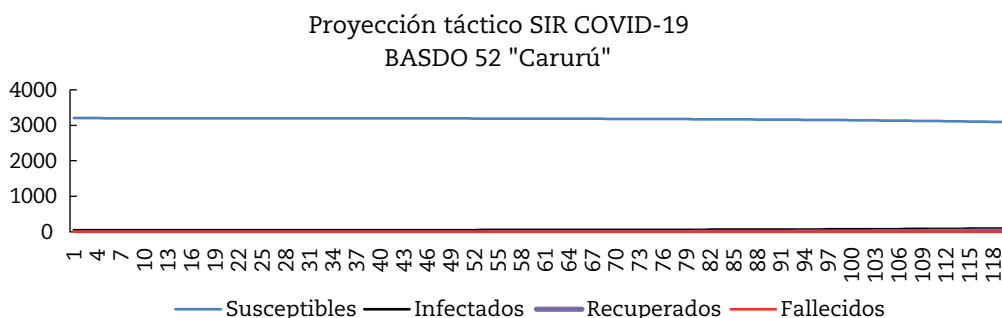 Proyección táctico SIR COVID-19
BASDO 52 "Carurú"
4000
3000
2000
1000
0
1 4 7 10 13 16 19 22 25 28 31 34 37 40 43 46 49 52 55 58 61 64 67 70 73 76 79 82 85 88 91 94 97 100 103 106 109 112 115 118
Susceptibles Infectados Recuperados Fallecidos